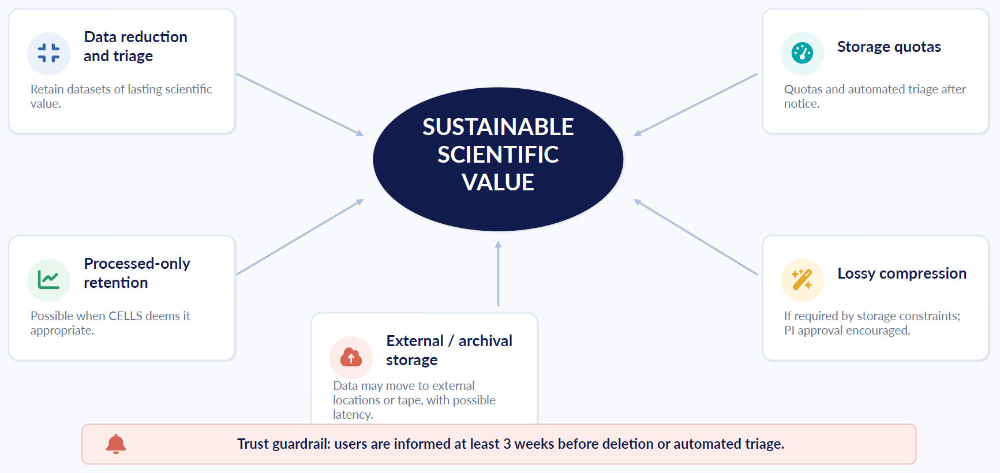 Data reduction
and triage
Retain datasets of lasting scientific
value.
Storage quotas
Quotas and automated triage after
notice.
SUSTAINABLE
SCIENTIFIC
VALUE
Processed-only
retention
Possible when CELLS deems it
appropriate.
Lossy compression
If required by storage constraints;
PI approval encouraged.
External / archival
storage
Data may move to external
locations or tape, with possible
latency.
Trust guardrail: users are informed at least 3 weeks before deletion or automated triage.